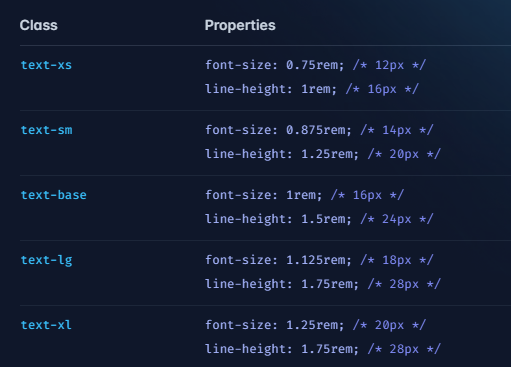 Class Properties
text-xs font-size: 0.75rem; /* 12px */
line-height: 1rem; /* 16px */
text-sm font-size: 0.875rem; /* 14px */
line-height: 1.25rem; /* 20px */
text-base font-size: 1rem; /* 16px */
line-height: 1.5rem; /* 24px */
text-lg font-size: 1.125rem; /* 18px */
line-height: 1.75rem; /* 28px */
text-xl font-size: 1.25rem; /* 20px */
line-height: 1.75rem; /* 28px */